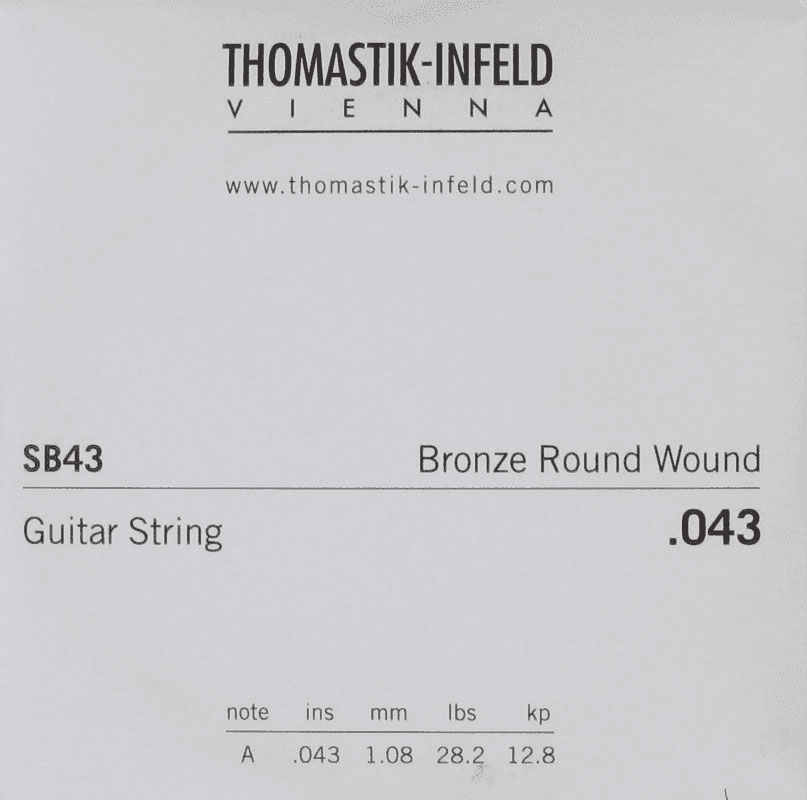 THOMASTIK-INFELD
VIENNA
www.thomastik-infeld.com
SB43 Bronze Round Wound
Guitar String .043
note ins mm lbs kp
A .043 1.08 28.2 12.8